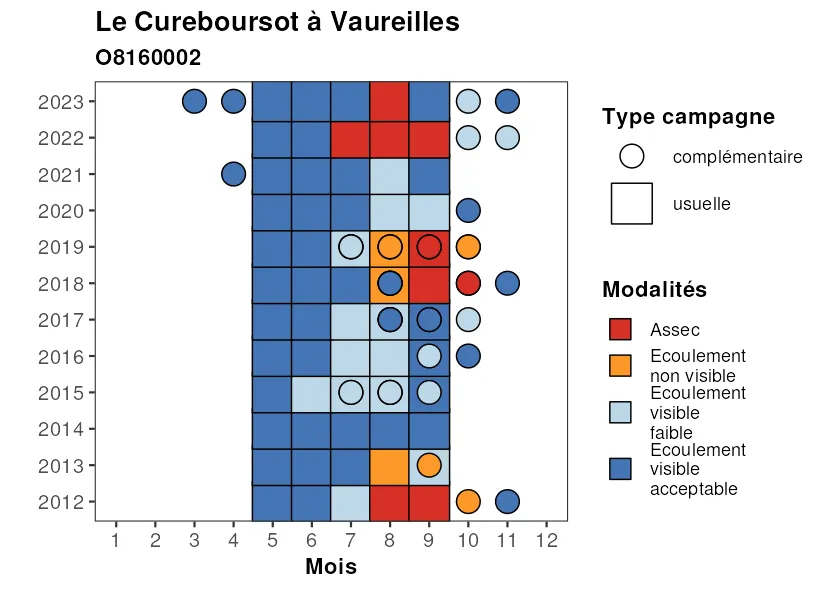 Le Cureboursot à Vaureilles
O8160002
2023
2022
2021
2020
2019
2018
2017
2016
2015
2014
2013
2012
1 2 3 4 5 6 7 8 9 10 11 12
Mois
Type campagne
complémentaire
usuelle
Modalités
Assec
Ecoulement
non visible
Ecoulement
visible
faible
Ecoulement
visible
acceptable